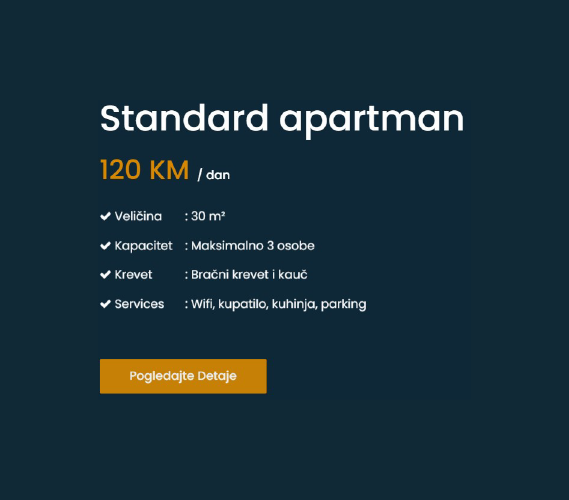 Standard apartman
120 KM / dan
✔ Veličina : 30 m²
✔ Kapacitet : Maksimalno 3 osobe
✔ Krevet : Bračni krevet i kauč
✔ Services : Wifi, kupatilo, kuhinja, parking
Pogledajte Detaje